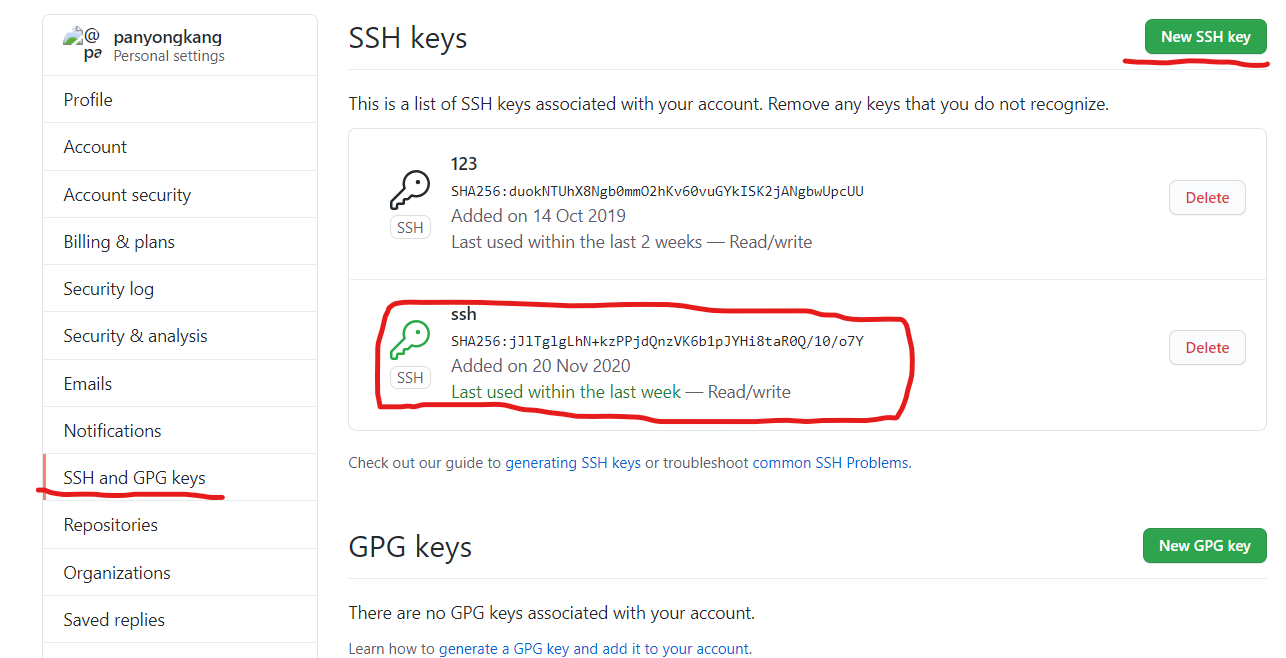 @
pa
panyongkang
Personal settings
Profile
Account
Account security
Billing & plans
Security log
Security & analysis
Emails
Notifications
SSH and GPG keys
Repositories
Organizations
Saved replies
SSH keys
New SSH key
This is a list of SSH keys associated with your account. Remove any keys that you do not recognize.
123
SHA256:duokNTUhX8Ngb0mmO2hKv60vuGYkISK2jANgbwUpcUU
Added on 14 Oct 2019
Last used within the last 2 weeks — Read/write
SSH
Delete
ssh
SHA256:jJlTglgLhN+kzPPjdQnzVK6b1pJYHi8taR0Q/10/o7Y
Added on 20 Nov 2020
Last used within the last week — Read/write
SSH
Delete
Check out our guide to generating SSH keys or troubleshoot common SSH Problems.
GPG keys
New GPG key
There are no GPG keys associated with your account.
Learn how to generate a GPG key and add it to your account.